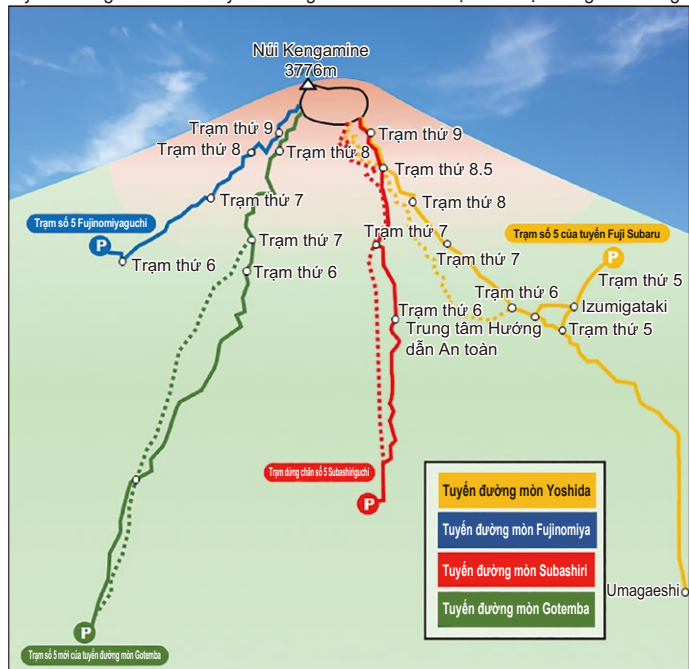 Núi Kengamine
3776m
Trạm thứ 9
Trạm thứ 8
Trạm thứ 7
Trạm số 5 Fujinomiyaguchi
P
Trạm thứ 6
Trạm thứ 8
Trạm thứ 7
Trạm thứ 6
Trạm thứ 9
Trạm thứ 8.5
Trạm thứ 8
Trạm thứ 7
Trạm thứ 7
Trạm số 5 của tuyến Fuji Subaru
P
Trạm thứ 5
Trạm thứ 6
Izumigataki
Trạm thứ 5
Trạm thứ 6
Trung tâm Hướng
dẫn An toàn
Trạm dừng chân số 5 Subashiriguchi
P
Tuyến đường mòn Yoshida
Tuyến đường mòn Fujinomiya
Tuyến đường mòn Subashiri
Tuyến đường mòn Gotemba
Umagaeshi
P
Trạm số 5 mới của tuyến đường mòn Gotemba